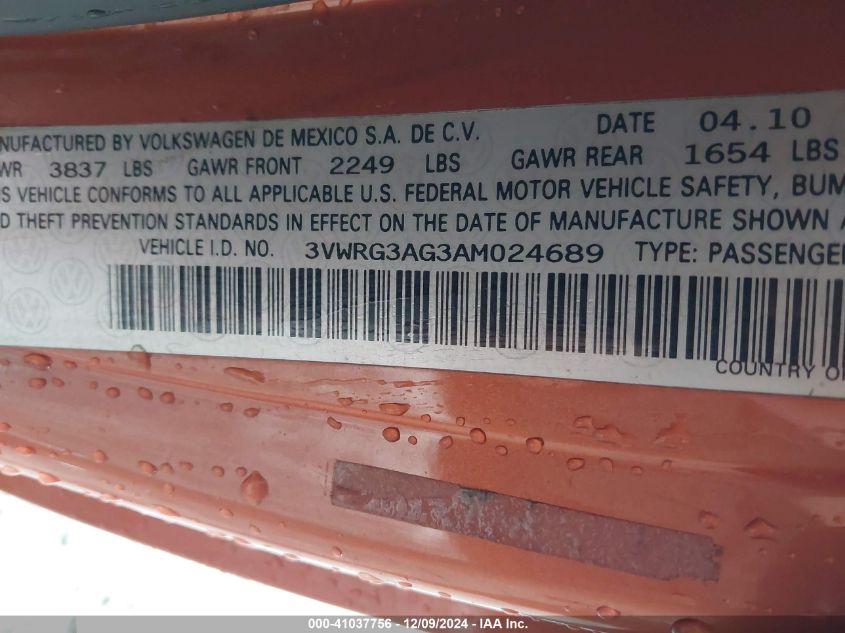 ANUFACTURED BY VOLKSWAGEN DE MEXICO S.A. DE C.V. DATE 04.10
WR 3837 LBS GAWR FRONT 2249 LBS GAWR REAR 1654 LBS
IS VEHICLE CONFORMS TO ALL APPLICABLE U.S. FEDERAL MOTOR VEHICLE SAFETY, BUM
D THEFT PREVENTION STANDARDS IN EFFECT ON THE DATE OF MANUFACTURE SHOWN A
VEHICLE I.D. NO. 3VWRG3AG3AM024689 TYPE: PASSENGE
COUNTRY O
000-41037756 - 12/09/2024 - IAA Inc.